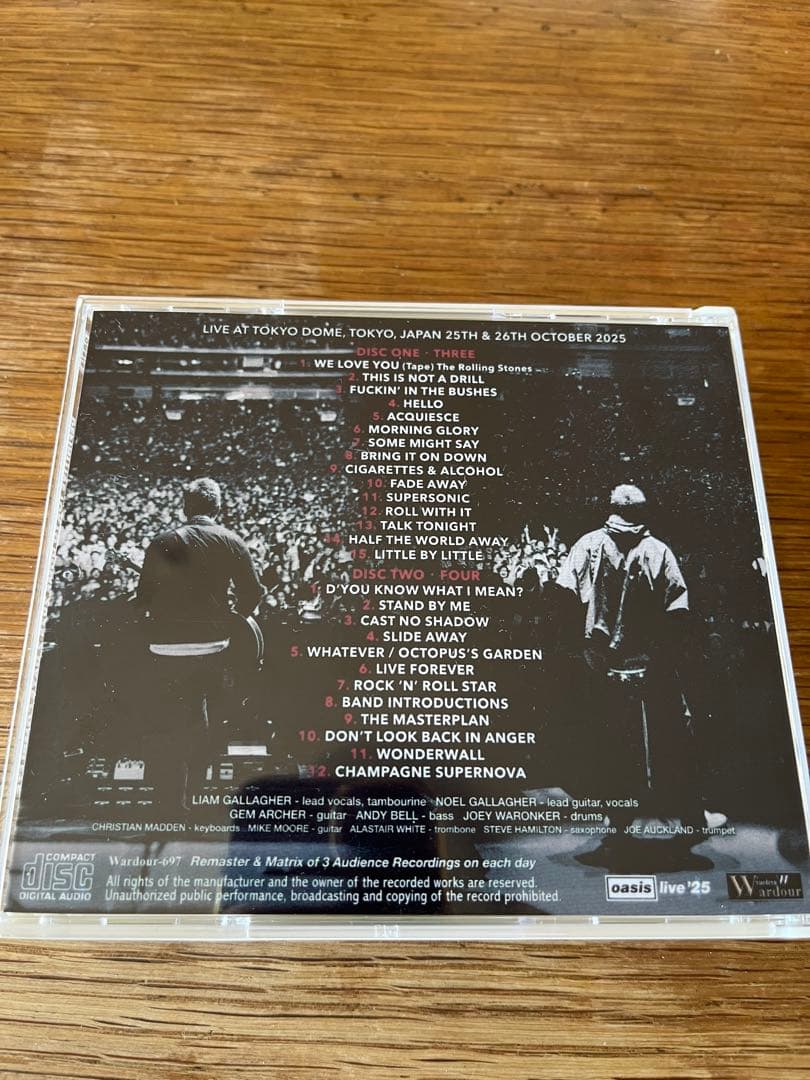 LIVE AT TOKYO DOME, TOKYO, JAPAN 25TH & 26TH OCTOBER 2025
DISC ONE · THREE
1. WE LOVE YOU (Tape) The Rolling Stones
2. THIS IS NOT A DRILL
3. FUCKIN' IN THE BUSHES
4. HELLO
5. ACQUIESCE
6. MORNING GLORY
7. SOME MIGHT SAY
8. BRING IT ON DOWN
9. CIGARETTES & ALCOHOL
10. FADE AWAY
11. SUPERSONIC
12. ROLL WITH IT
13. TALK TONIGHT
14. HALF THE WORLD AWAY
15. LITTLE BY LITTLE
DISC TWO · FOUR
1. D'YOU KNOW WHAT I MEAN?
2. STAND BY ME
3. CAST NO SHADOW
4. SLIDE AWAY
5. WHATEVER / OCTOPUS'S GARDEN
6. LIVE FOREVER
7. ROCK 'N' ROLL STAR
8. BAND INTRODUCTIONS
9. THE MASTERPLAN
10. DON'T LOOK BACK IN ANGER
11. WONDERWALL
12. CHAMPAGNE SUPERNOVA
LIAM GALLAGHER - lead vocals, tambourine NOEL GALLAGHER - lead guitar, vocals
GEM ARCHER - guitar ANDY BELL - bass JOEY WARONKER - drums
CHRISTIAN MADDEN - keyboards MIKE MOORE - guitar ALASTAIR WHITE - trombone STEVE HAMILTON - saxophone JOE AUCKLAND - trumpet
COMPACT disc DIGITAL AUDIO
Wardour-697 Remaster & Matrix of 3 Audience Recordings on each day
All rights of the manufacturer and the owner of the recorded works are reserved.
Unauthorized public performance, broadcasting and copying of the record prohibited.
oasis live '25
Wardour